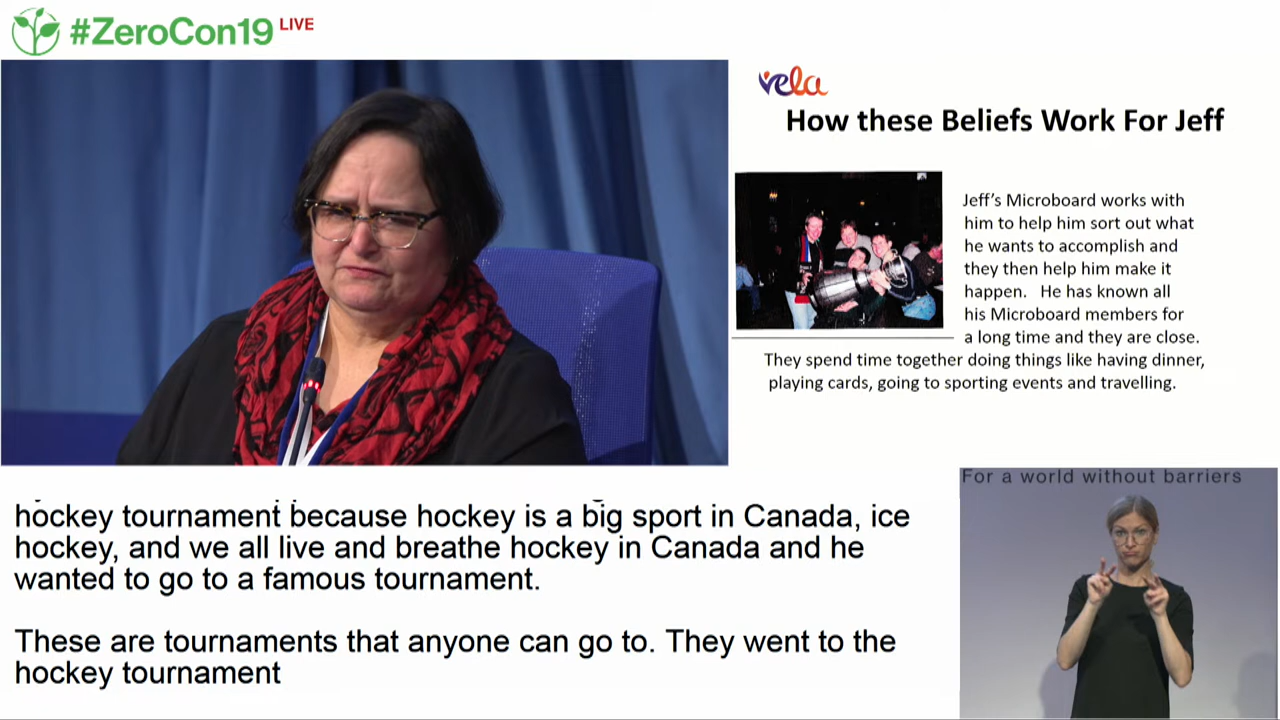 #ZeroCon19 LIVE
vela
How these Beliefs Work For Jeff
Jeff's Microboard works with
him to help him sort out what
he wants to accomplish and
they then help him make it
happen. He has known all
his Microboard members for
a long time and they are close.
They spend time together doing things like having dinner,
playing cards, going to sporting events and travelling.
For a world without barriers
hockey tournament because hockey is a big sport in Canada, ice
hockey, and we all live and breathe hockey in Canada and he
wanted to go to a famous tournament.
These are tournaments that anyone can go to. They went to the
hockey tournament